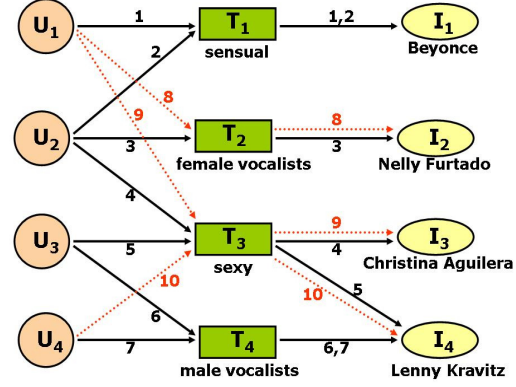 U1 1 T1 1,2 I1
sensual Beyonce
2
8
9 8
U2 3 T2 3 I2
female vocalists Nelly Furtado
4
9
U3 5 T3 4 I3
sexy Christina Aguilera
10 10 5
6
U4 7 T4 6,7 I4
male vocalists Lenny Kravitz